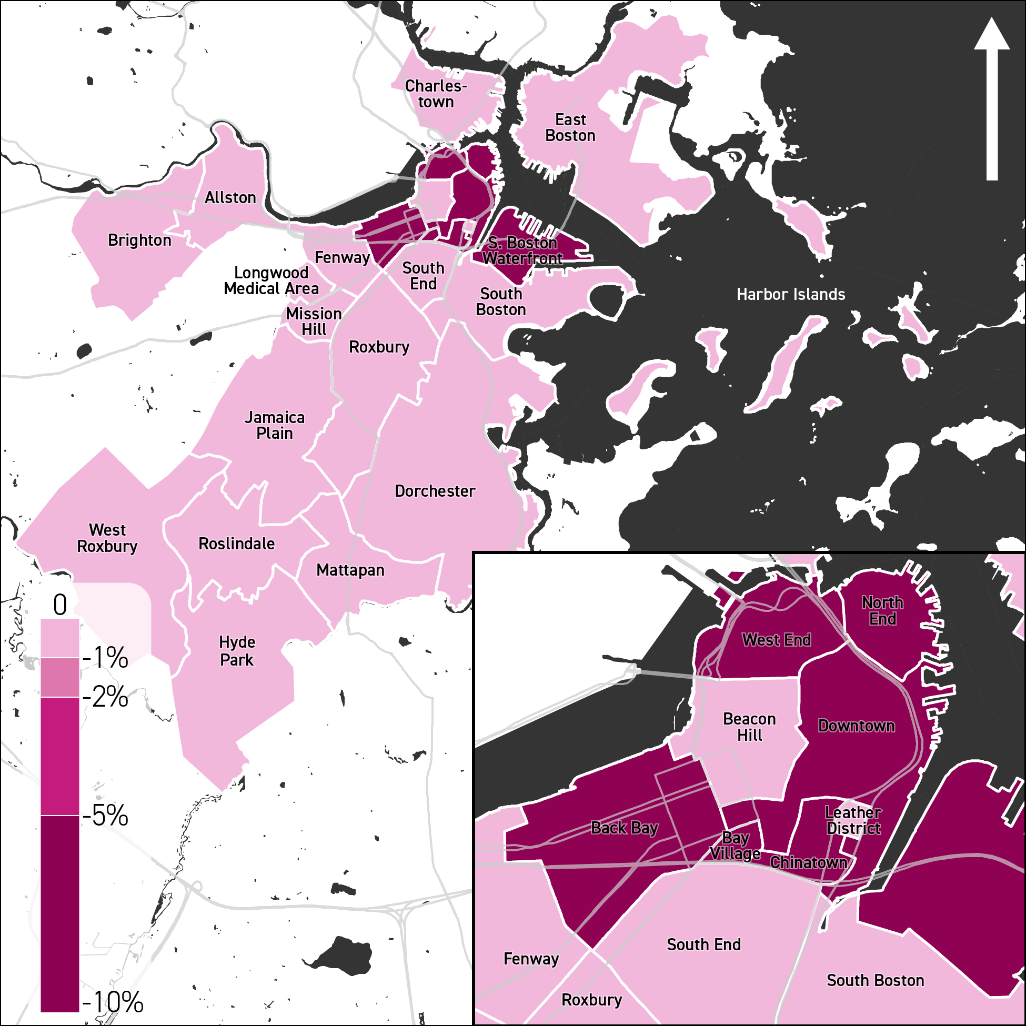 Charles-
town
East
Boston
Allston
Brighton
Fenway
S. Boston
Waterfront
Longwood
Medical Area
South
End
Harbor Islands
South
Boston
Mission
Hill
Roxbury
Jamaica
Plain
Dorchester
West
Roxbury
Roslindale
Mattapan
Hyde
Park
0
-1%
-2%
-5%
-10%
North
End
West End
Beacon
Hill
Downtown
Leather
District
Back Bay
Bay
Village
Chinatown
South End
Fenway
South Boston
Roxbury